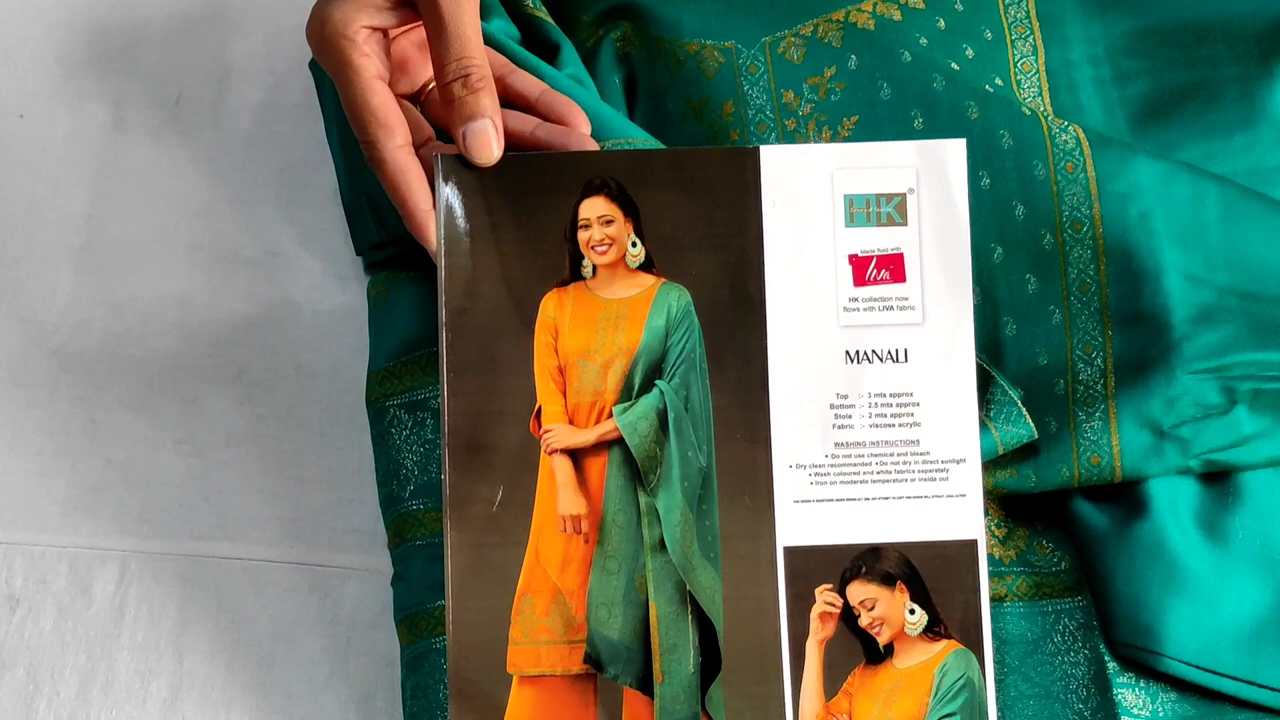 HK
®
Made fluid with
Liva
HK collection now
flows with LIVA fabric
MANALI
Top :- 3 mts approx
Bottom :- 2.5 mts approx
Stole :- 2 mts approx
Fabric :- viscose acrylic
WASHING INSTRUCTIONS
• Do not use chemical and bleach
• Dry clean recommanded • Do not dry in direct sunlight
• Wash coloured and white fabrics separately
• Iron on moderate temperature or inside out